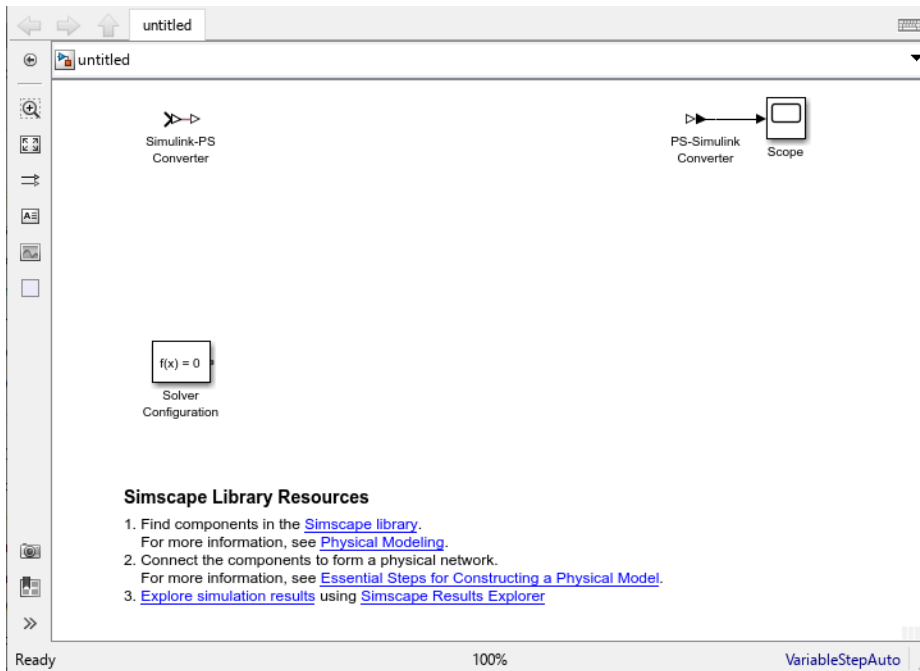 untitled
untitled
Simulink-PS
Converter
PS-Simulink
Converter
Scope
f(x) = 0
Solver
Configuration
Simscape Library Resources
1. Find components in the Simscape library.
For more information, see Physical Modeling.
2. Connect the components to form a physical network.
For more information, see Essential Steps for Constructing a Physical Model.
3. Explore simulation results using Simscape Results Explorer
Ready
100%
VariableStepAuto